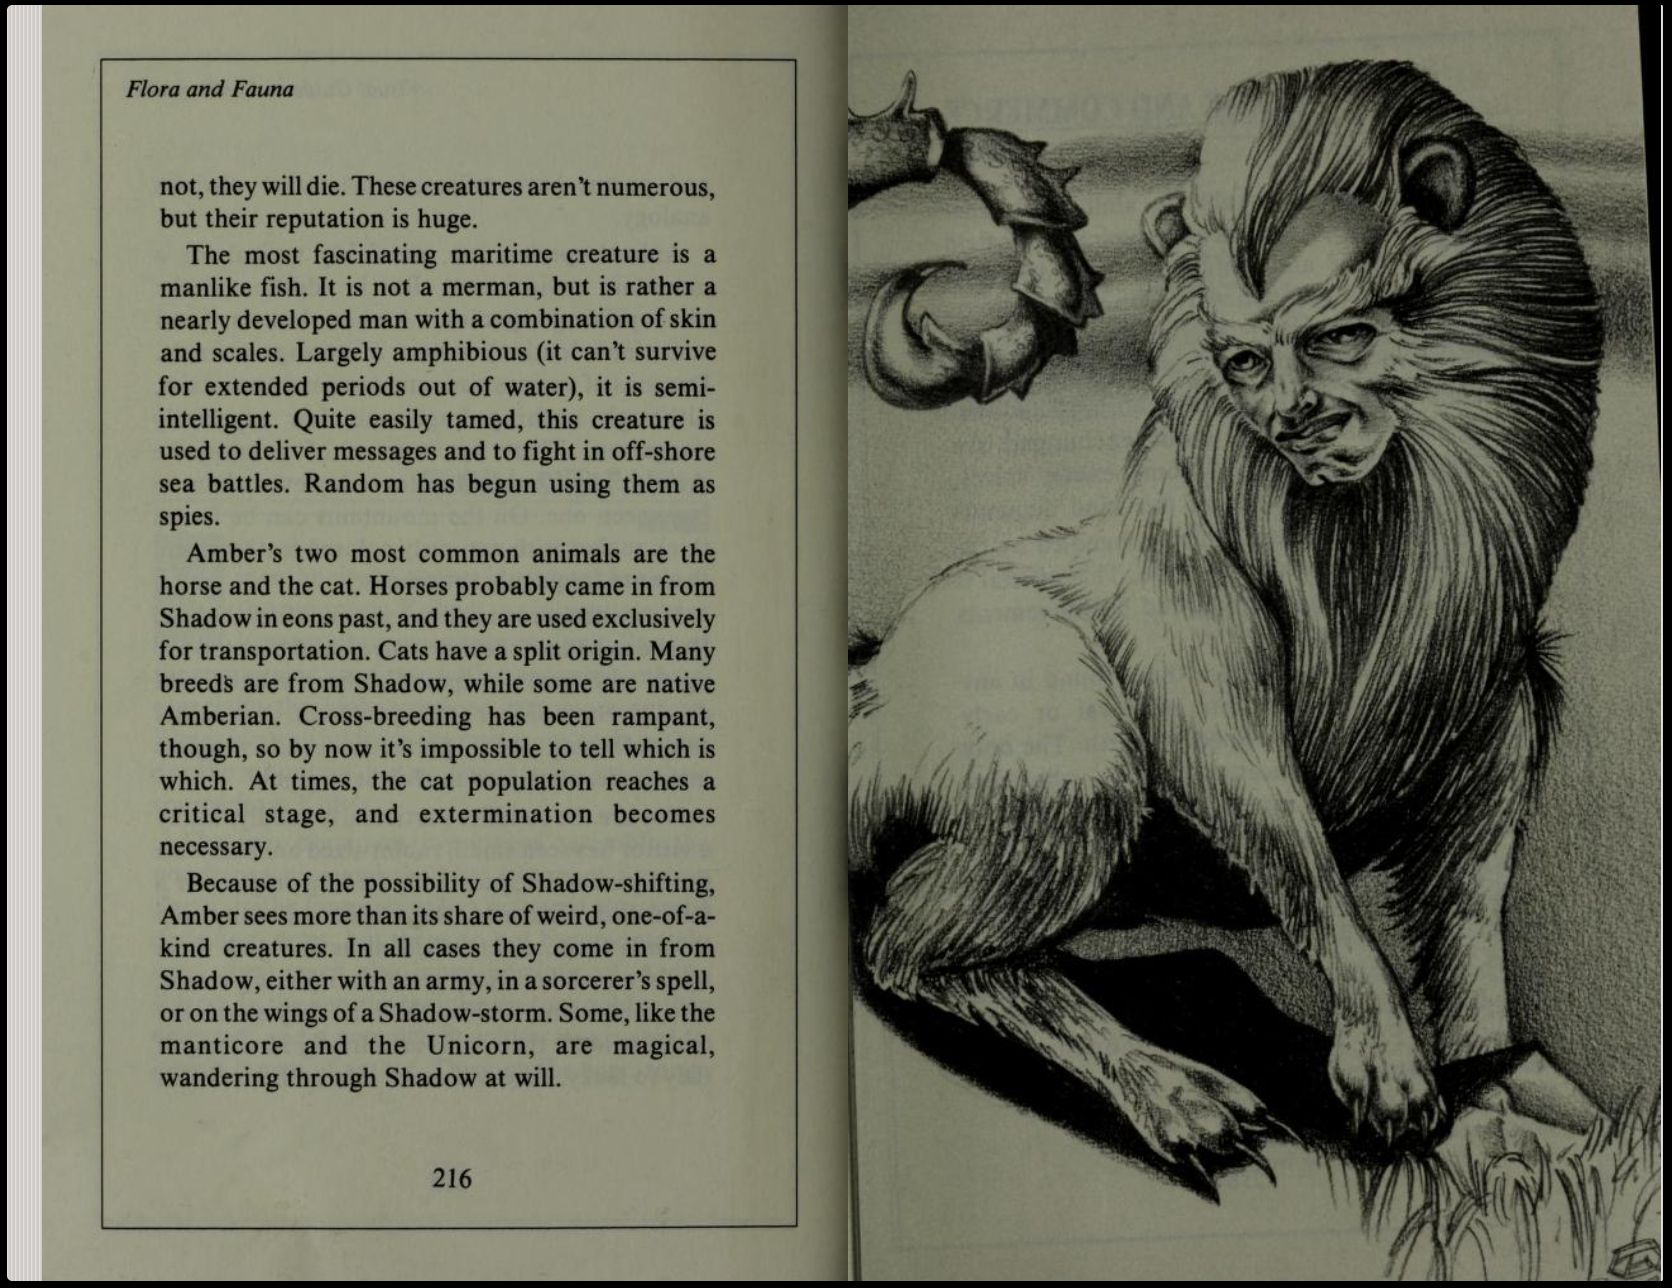 Flora and Fauna
not, they will die. These creatures aren't numerous,
but their reputation is huge.
The most fascinating maritime creature is a
manlike fish. It is not a merman, but is rather a
nearly developed man with a combination of skin
and scales. Largely amphibious (it can't survive
for extended periods out of water), it is semi-
intelligent. Quite easily tamed, this creature is
used to deliver messages and to fight in off-shore
sea battles. Random has begun using them as
spies.
Amber's two most common animals are the
horse and the cat. Horses probably came in from
Shadow in eons past, and they are used exclusively
for transportation. Cats have a split origin. Many
breeds are from Shadow, while some are native
Amberian. Cross-breeding has been rampant,
though, so by now it's impossible to tell which is
which. At times, the cat population reaches a
critical stage, and extermination becomes
necessary.
Because of the possibility of Shadow-shifting,
Amber sees more than its share of weird, one-of-a-
kind creatures. In all cases they come in from
Shadow, either with an army, in a sorcerer's spell,
or on the wings of a Shadow-storm. Some, like the
manticore and the Unicorn, are magical,
wandering through Shadow at will.
216